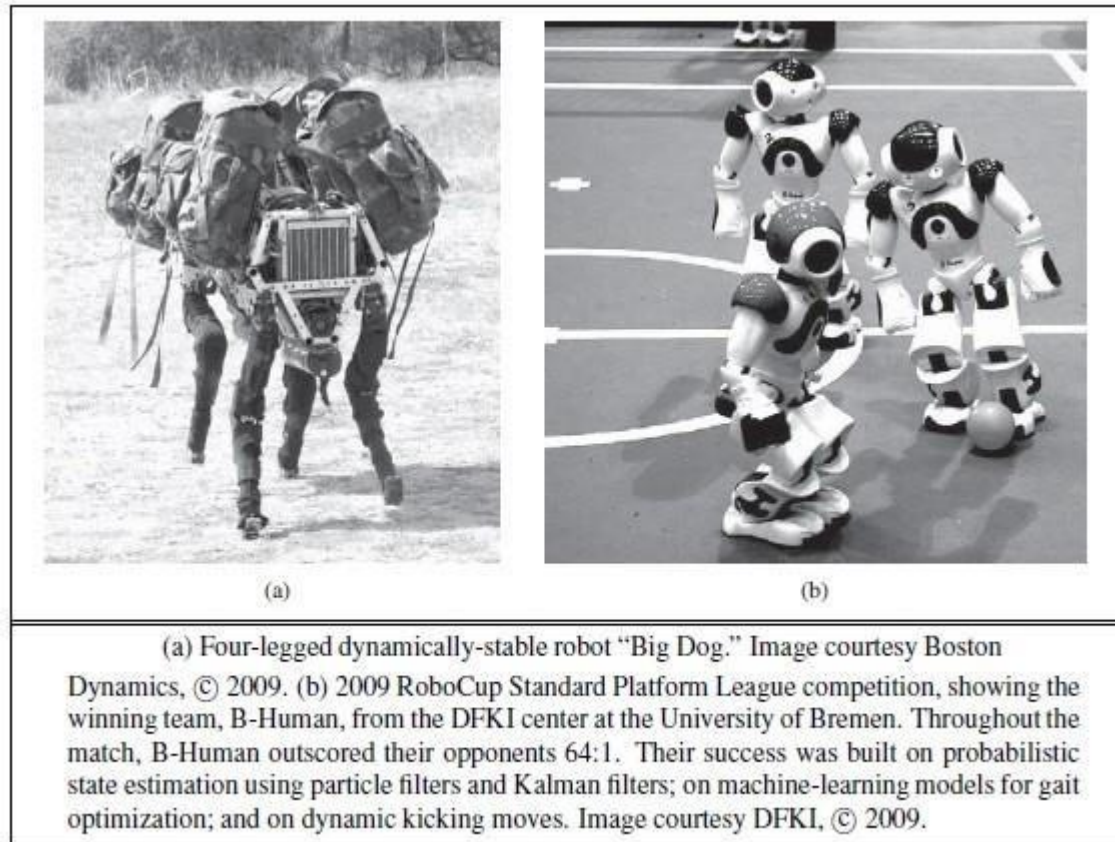 (a)
(b)
(a) Four-legged dynamically-stable robot “Big Dog.” Image courtesy Boston
Dynamics, © 2009. (b) 2009 RoboCup Standard Platform League competition, showing the
winning team, B-Human, from the DFKI center at the University of Bremen. Throughout the
match, B-Human outscored their opponents 64:1. Their success was built on probabilistic
state estimation using particle filters and Kalman filters; on machine-learning models for gait
optimization; and on dynamic kicking moves. Image courtesy DFKI, © 2009.